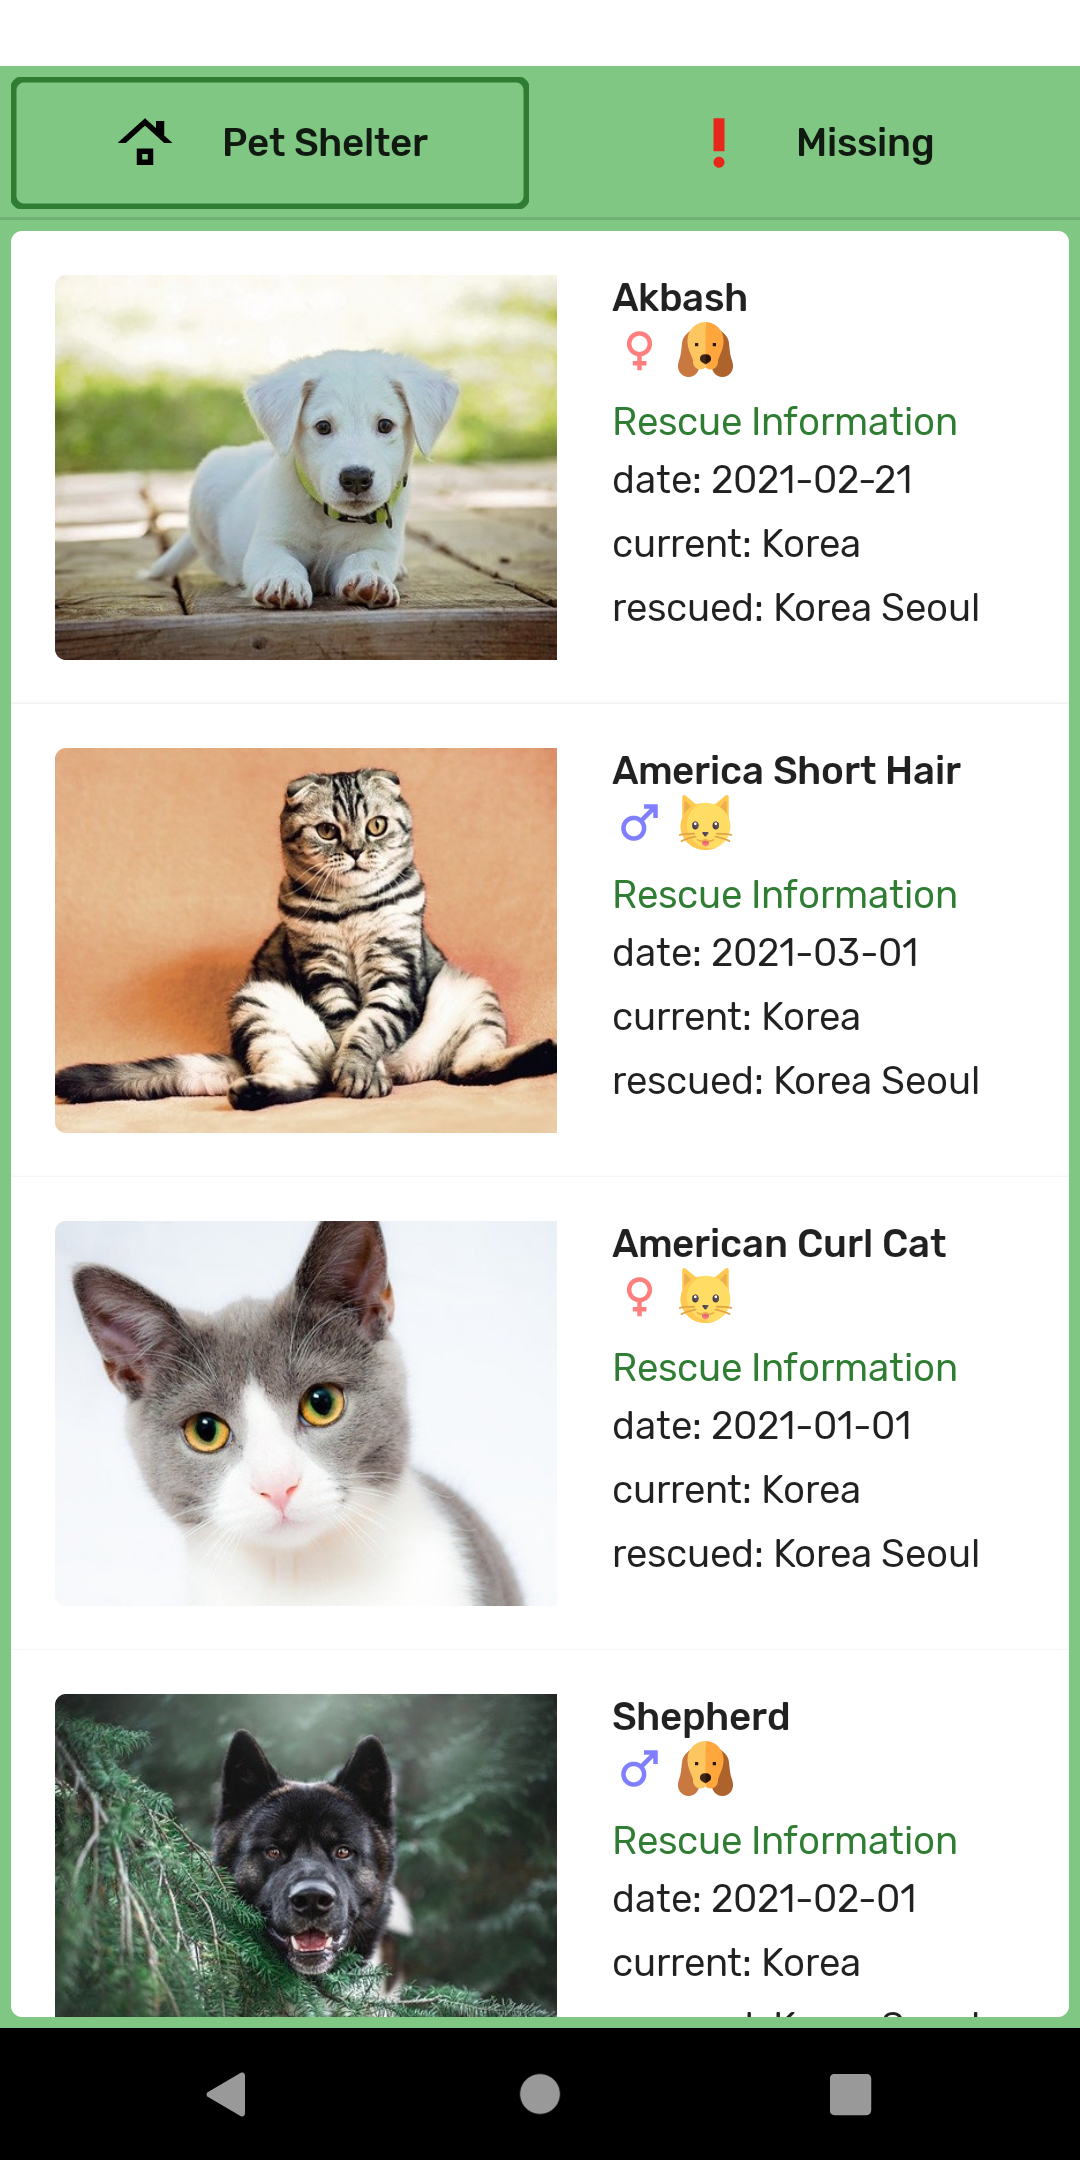 Pet Shelter
Missing
Akbash
Rescue Information
date: 2021-02-21
current: Korea
rescued: Korea Seoul
America Short Hair
Rescue Information
date: 2021-03-01
current: Korea
rescued: Korea Seoul
American Curl Cat
Rescue Information
date: 2021-01-01
current: Korea
rescued: Korea Seoul
Shepherd
Rescue Information
date: 2021-02-01
current: Korea